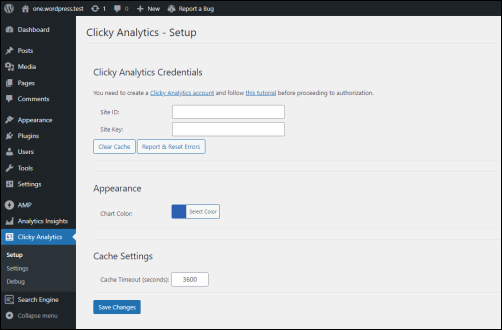 one.wordpress.test 1 0 New Report a Bug
Dashboard
Posts
Media
Pages
Comments
Appearance
Plugins
Users
Tools
Settings
AMP
Analytics Insights
Clicky Analytics
Setup
Settings
Debug
Search Engine
Collapse menu
Clicky Analytics - Setup
Clicky Analytics Credentials
You need to create a Clicky Analytics account and follow this tutorial before proceeding to authorization.
Site ID:
Site Key:
Clear Cache Report & Reset Errors
Appearance
Chart Color: Select Color
Cache Settings
Cache Timeout (seconds): 3600
Save Changes